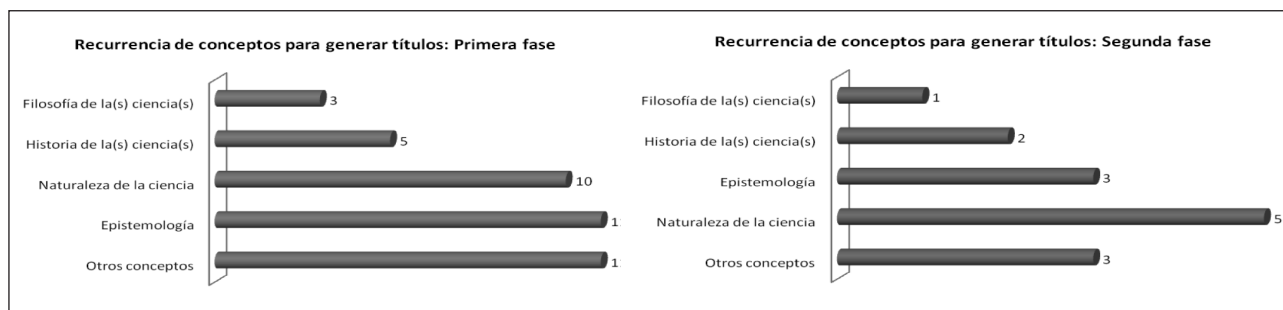 Recurrencia de conceptos para generar títulos: Primera fase
Filosofía de la(s) ciencia(s) 3
Historia de la(s) ciencia(s) 5
Naturaleza de la ciencia 10
Epistemología 11
Otros conceptos 11
Recurrencia de conceptos para generar títulos: Segunda fase
Filosofía de la(s) ciencia(s) 1
Historia de la(s) ciencia(s) 2
Epistemología 3
Naturaleza de la ciencia 5
Otros conceptos 3